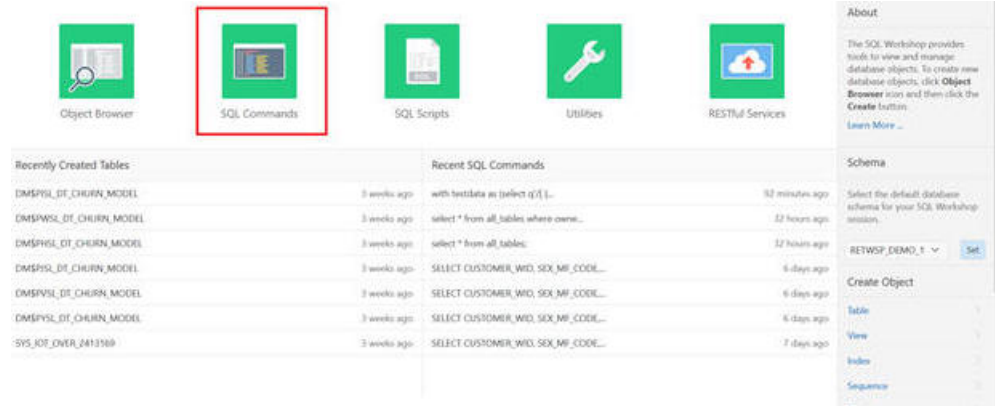 Object Browser
SQL Commands
SQL
SQL Scripts
Utilities
RESTful Services
Recently Created Tables
DM$PISL_DT_CHURN_MODEL 3 weeks ago
DM$PWSL_DT_CHURN_MODEL 3 weeks ago
DM$PHSL_DT_CHURN_MODEL 3 weeks ago
DM$PJSL_DT_CHURN_MODEL 3 weeks ago
DM$PVSL_DT_CHURN_MODEL 3 weeks ago
DM$PYSL_DT_CHURN_MODEL 3 weeks ago
SYS_IOT_OVER_2413569 3 weeks ago
Recent SQL Commands
with testdata as (select 92 minutes ago
select * from all_tables where owne... 32 hours ago
select * from all_tables; 32 hours ago
SELECT CUSTOMER_WID, SEX_MF_CODE,... 6 days ago
SELECT CUSTOMER_WID, SEX_MF_CODE,... 6 days ago
SELECT CUSTOMER_WID, SEX_MF_CODE,... 6 days ago
SELECT CUSTOMER_WID, SEX_MF_CODE,... 7 days ago
About
The SQL Workshop provides
tools to view and manage
database objects. To create new
database objects, click Object
Browser icon and then click the
Create button.
Learn More ...
Schema
Select the default database
schema for your SQL Workshop
session.
RETWSP_DEMO_1 Set
Create Object
Table
View
Index
Sequence